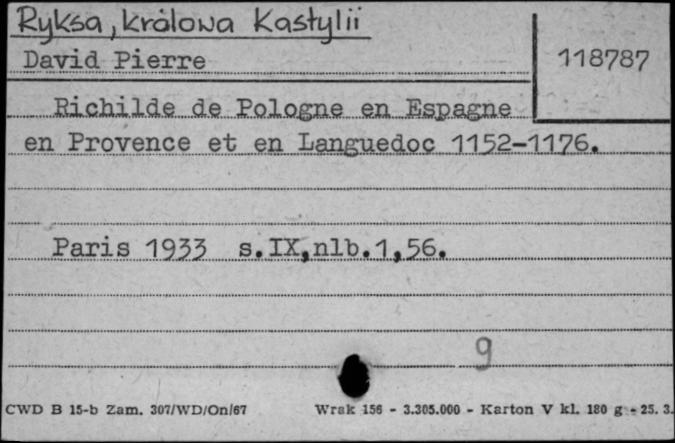 Ryksa, królowa Kastylii
David Pierre
118787
Richilde de Pologne en Espagne
en Provence et en Languedoc 1152-1176.
Paris 1933 s.IX,nlb.1,56.
9
CWD B 15-b Zam. 307/WD/On/67 Wrak 156 - 3.305.000 - Karton V kl. 180 g - 25. 3.